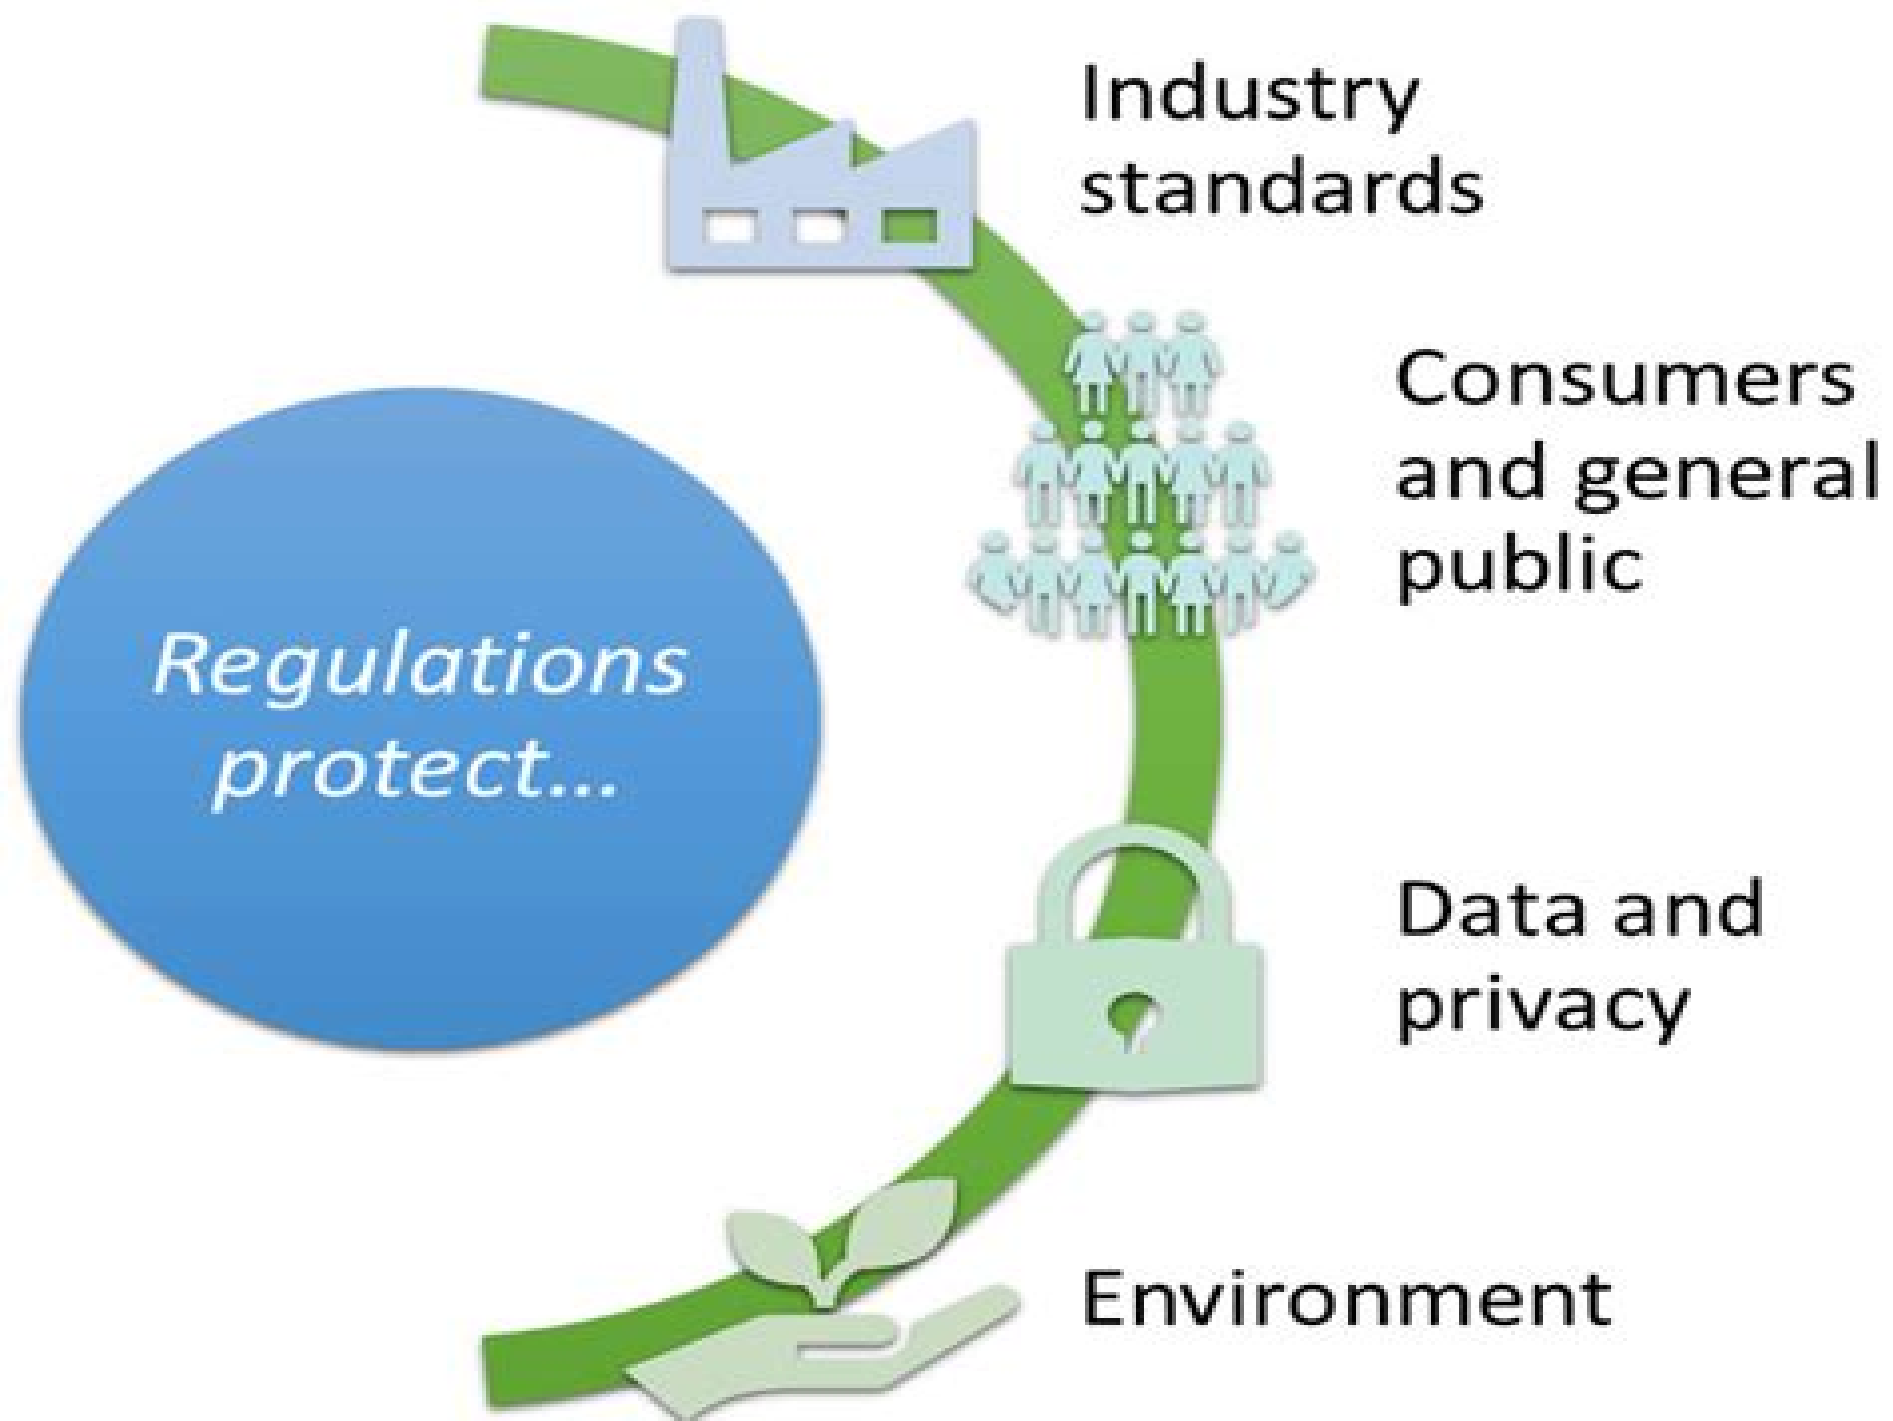 Regulations
protect...
Industry
standards
Consumers
and general
public
Data and
privacy
Environment